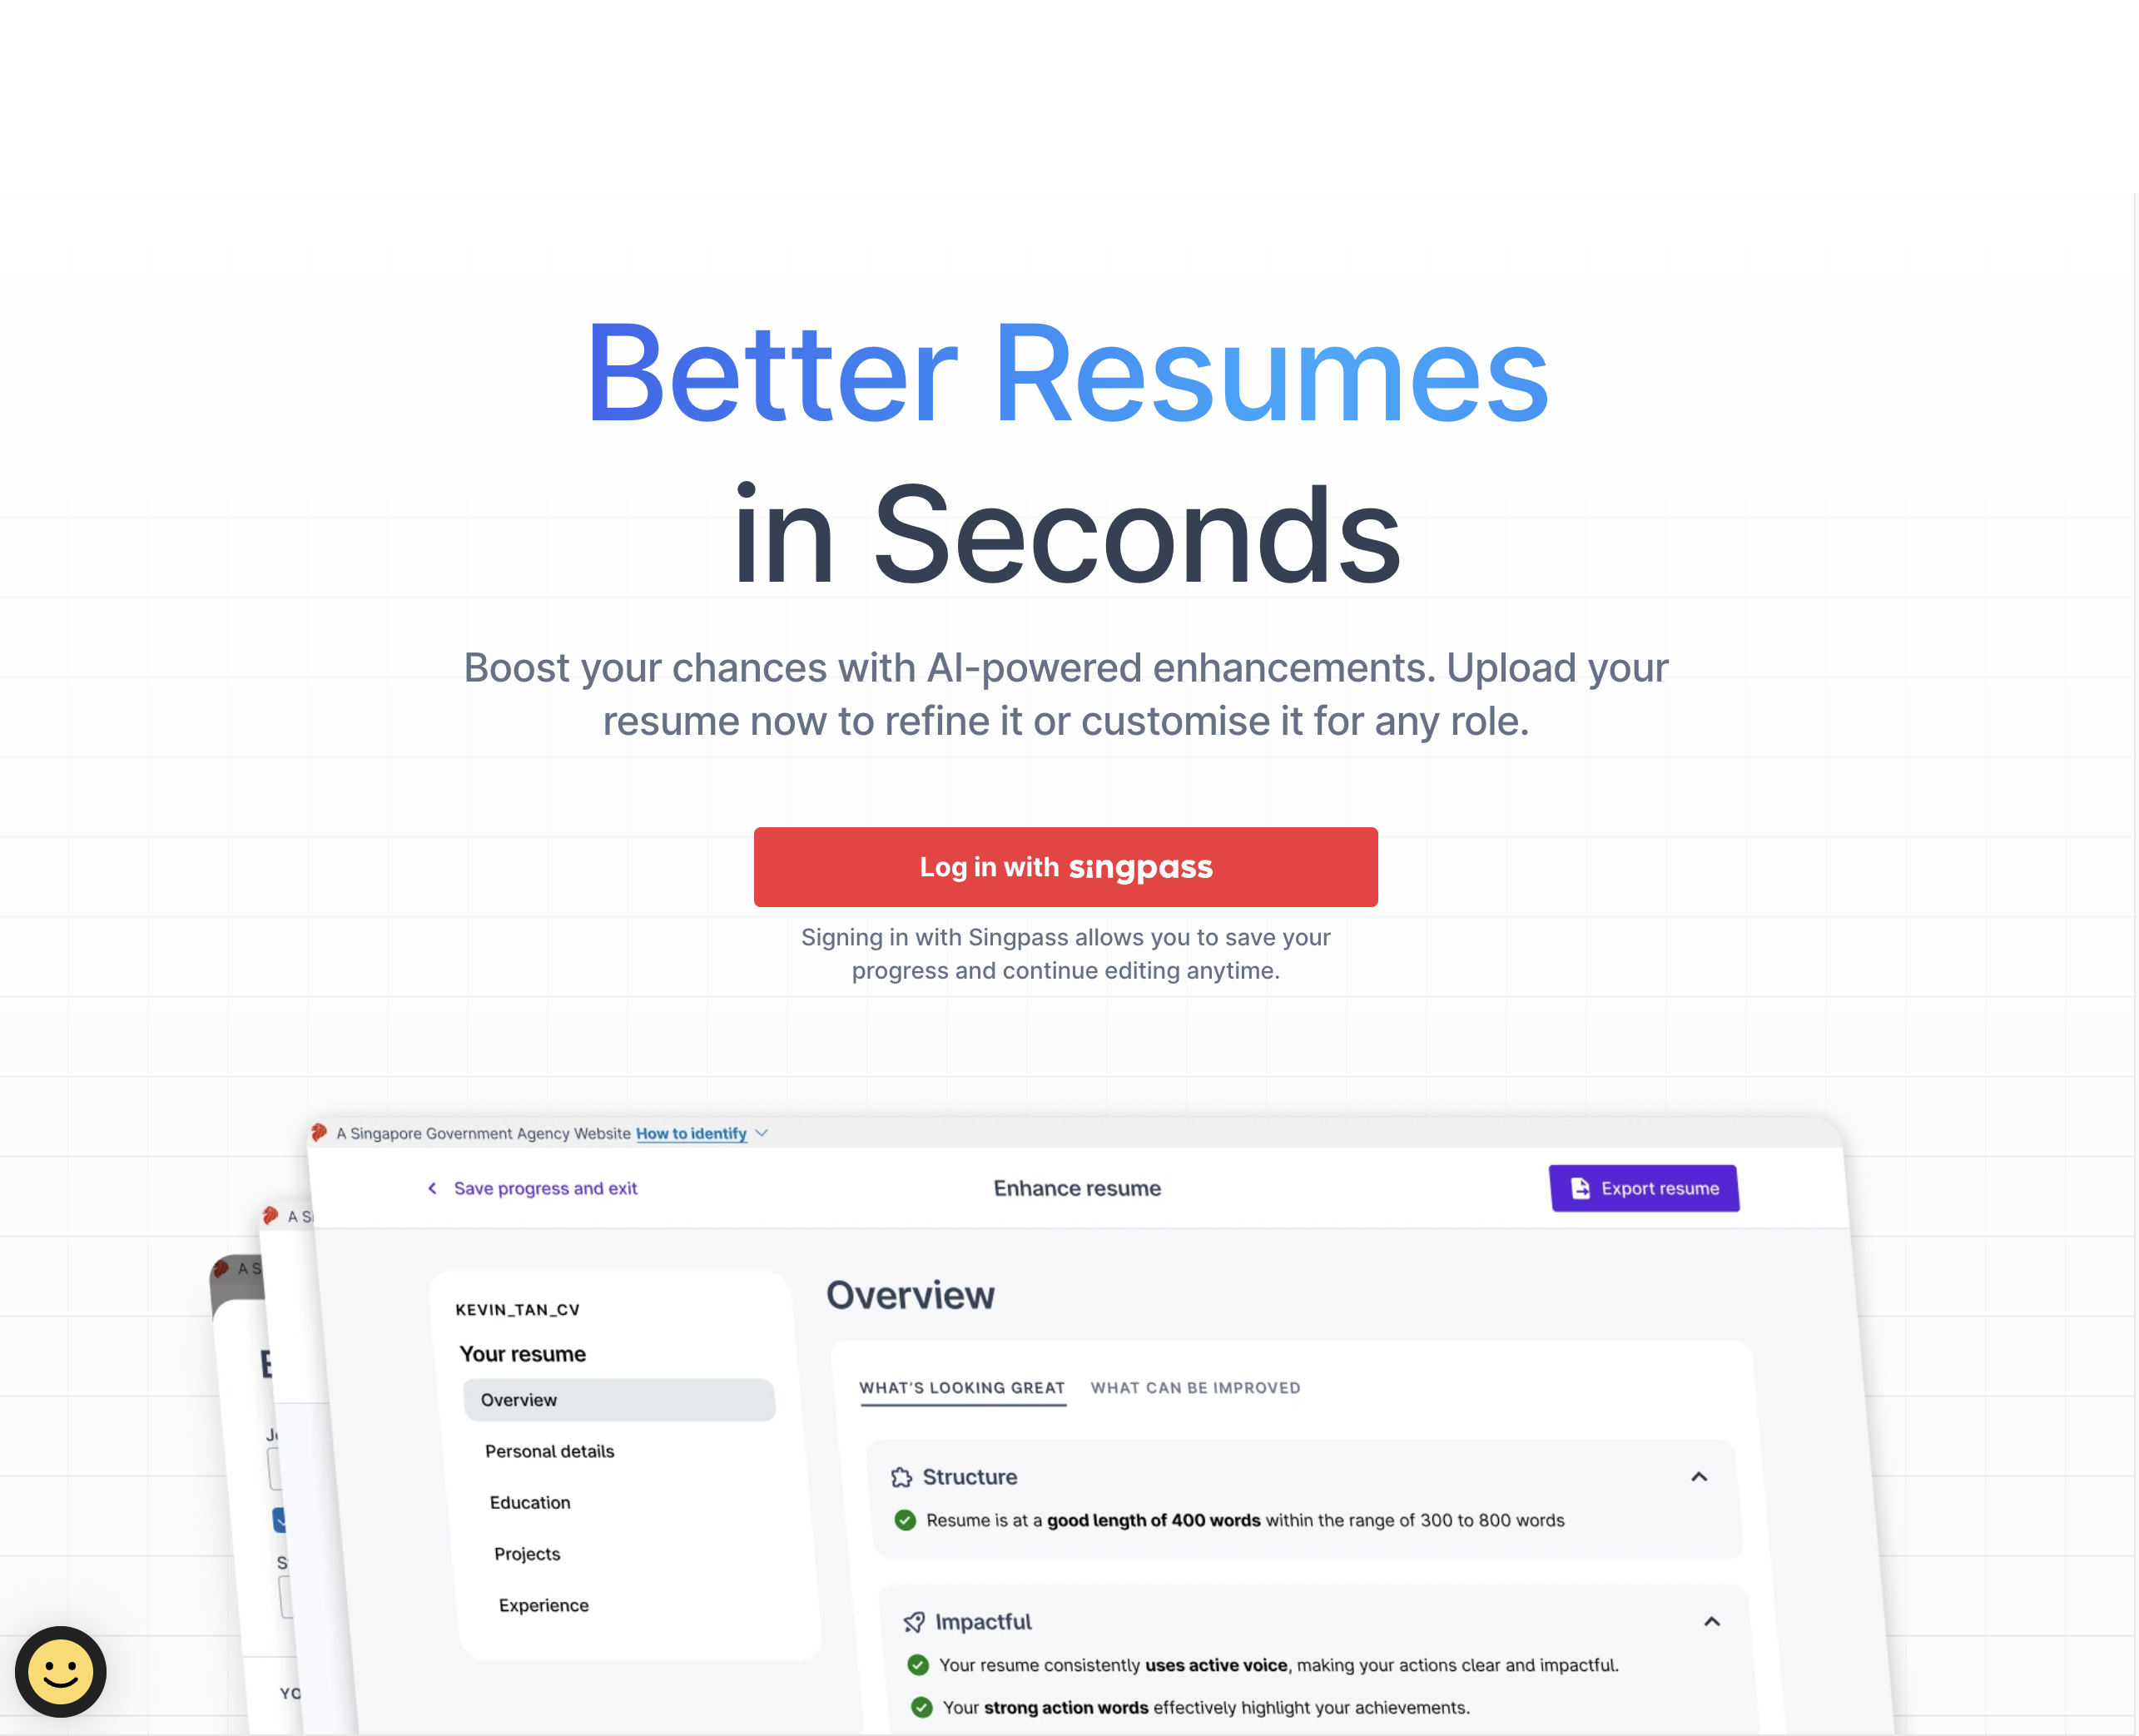 Better Resumes
in Seconds
Boost your chances with AI-powered enhancements. Upload your
resume now to refine it or customise it for any role.
Log in with singpass
Signing in with Singpass allows you to save your
progress and continue editing anytime.
A Singapore Government Agency Website How to identify
Save progress and exit
Enhance resume
Export resume
KEVIN_TAN_CV
Your resume
Overview
Personal details
Education
Projects
Experience
Overview
WHAT'S LOOKING GREAT WHAT CAN BE IMPROVED
Structure
Resume is at a good length of 400 words within the range of 300 to 800 words
Impactful
Your resume consistently uses active voice, making your actions clear and impactful.
Your strong action words effectively highlight your achievements.